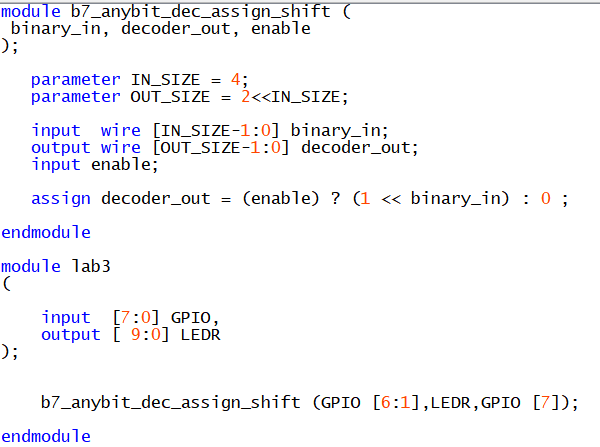 module b7_anybit_dec_assign_shift (
binary_in, decoder_out, enable
);
parameter IN_SIZE = 4;
parameter OUT_SIZE = 2<<IN_SIZE;
input  wire [IN_SIZE-1:0] binary_in;
output wire [OUT_SIZE-1:0] decoder_out;
input enable;
assign decoder_out = (enable) ? (1 << binary_in) : 0 ;
endmodule
module lab3
(
input  [7:0] GPIO,
output [ 9:0] LEDR
);
b7_anybit_dec_assign_shift (GPIO [6:1],LEDR,GPIO [7]);
endmodule